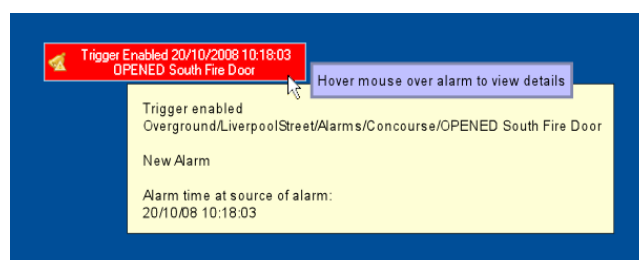 Trigger Enabled 20/10/2008 10:18:03
OPENED South Fire Door
Hover mouse over alarm to view details
Trigger enabled
Overground/LiverpoolStreet/Alarms/Concourse/OPENED South Fire Door
New Alarm
Alarm time at source of alarm:
20/10/08 10:18:03